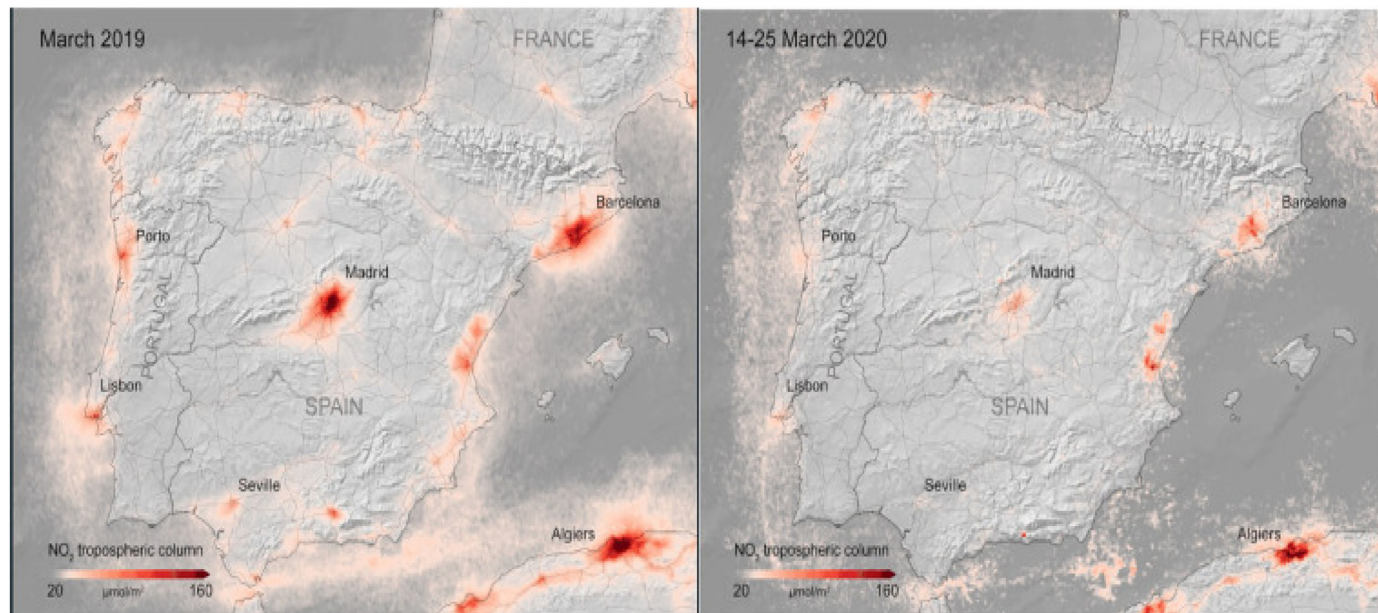 March 2019
FRANCE
Barcelona
Porto
Madrid
PORTUGAL
Lisbon
SPAIN
Seville
Algiers
NO₂ tropospheric column
20 μmol/m² 160
14-25 March 2020
FRANCE
Barcelona
Porto
Madrid
PORTUGAL
Lisbon
SPAIN
Seville
Algiers
NO₂ tropospheric column
20 μmol/m² 160